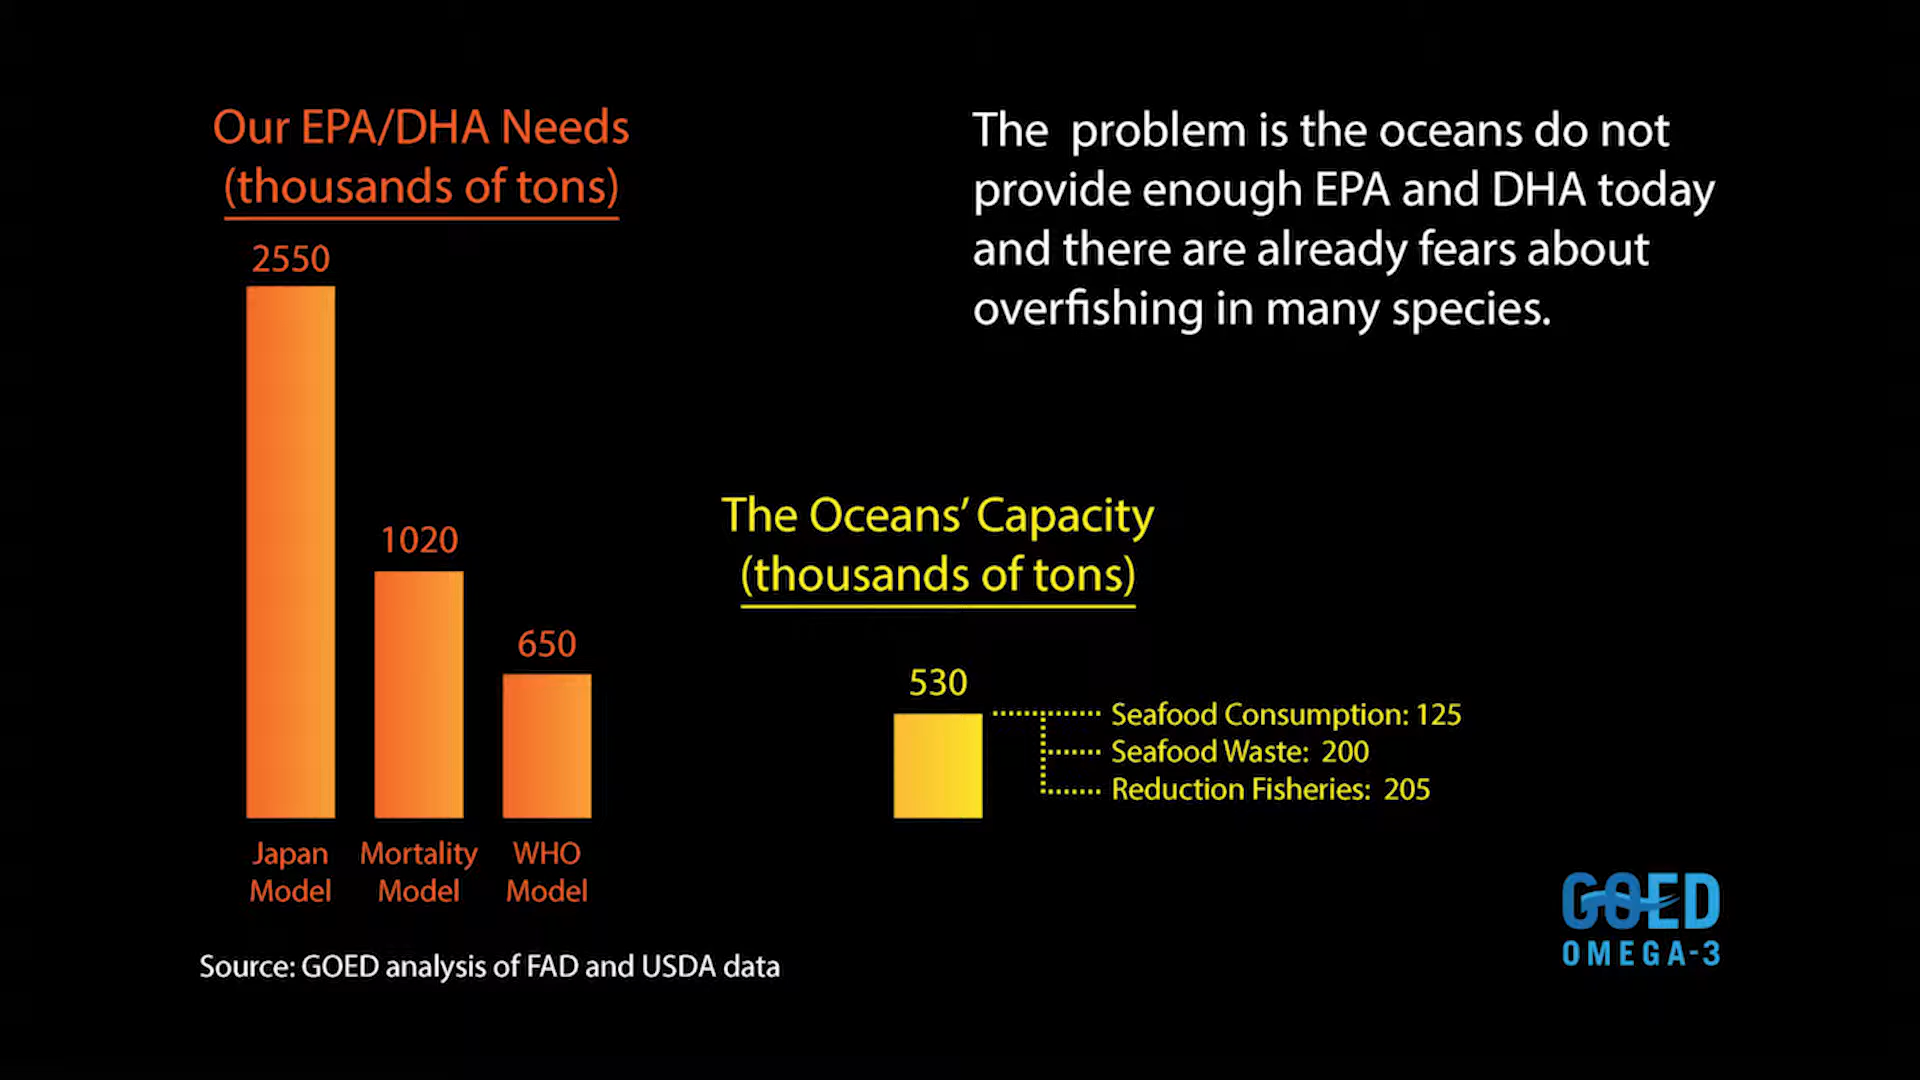 Our EPA/DHA Needs
(thousands of tons)
2550
1020
650
Japan
Model
Mortality
Model
WHO
Model
The problem is the oceans do not
provide enough EPA and DHA today
and there are already fears about
overfishing in many species.
The Oceans’ Capacity
(thousands of tons)
530
Seafood Consumption: 125
Seafood Waste: 200
Reduction Fisheries: 205
Source: GOED analysis of FAD and USDA data
GOED
OMEGA-3